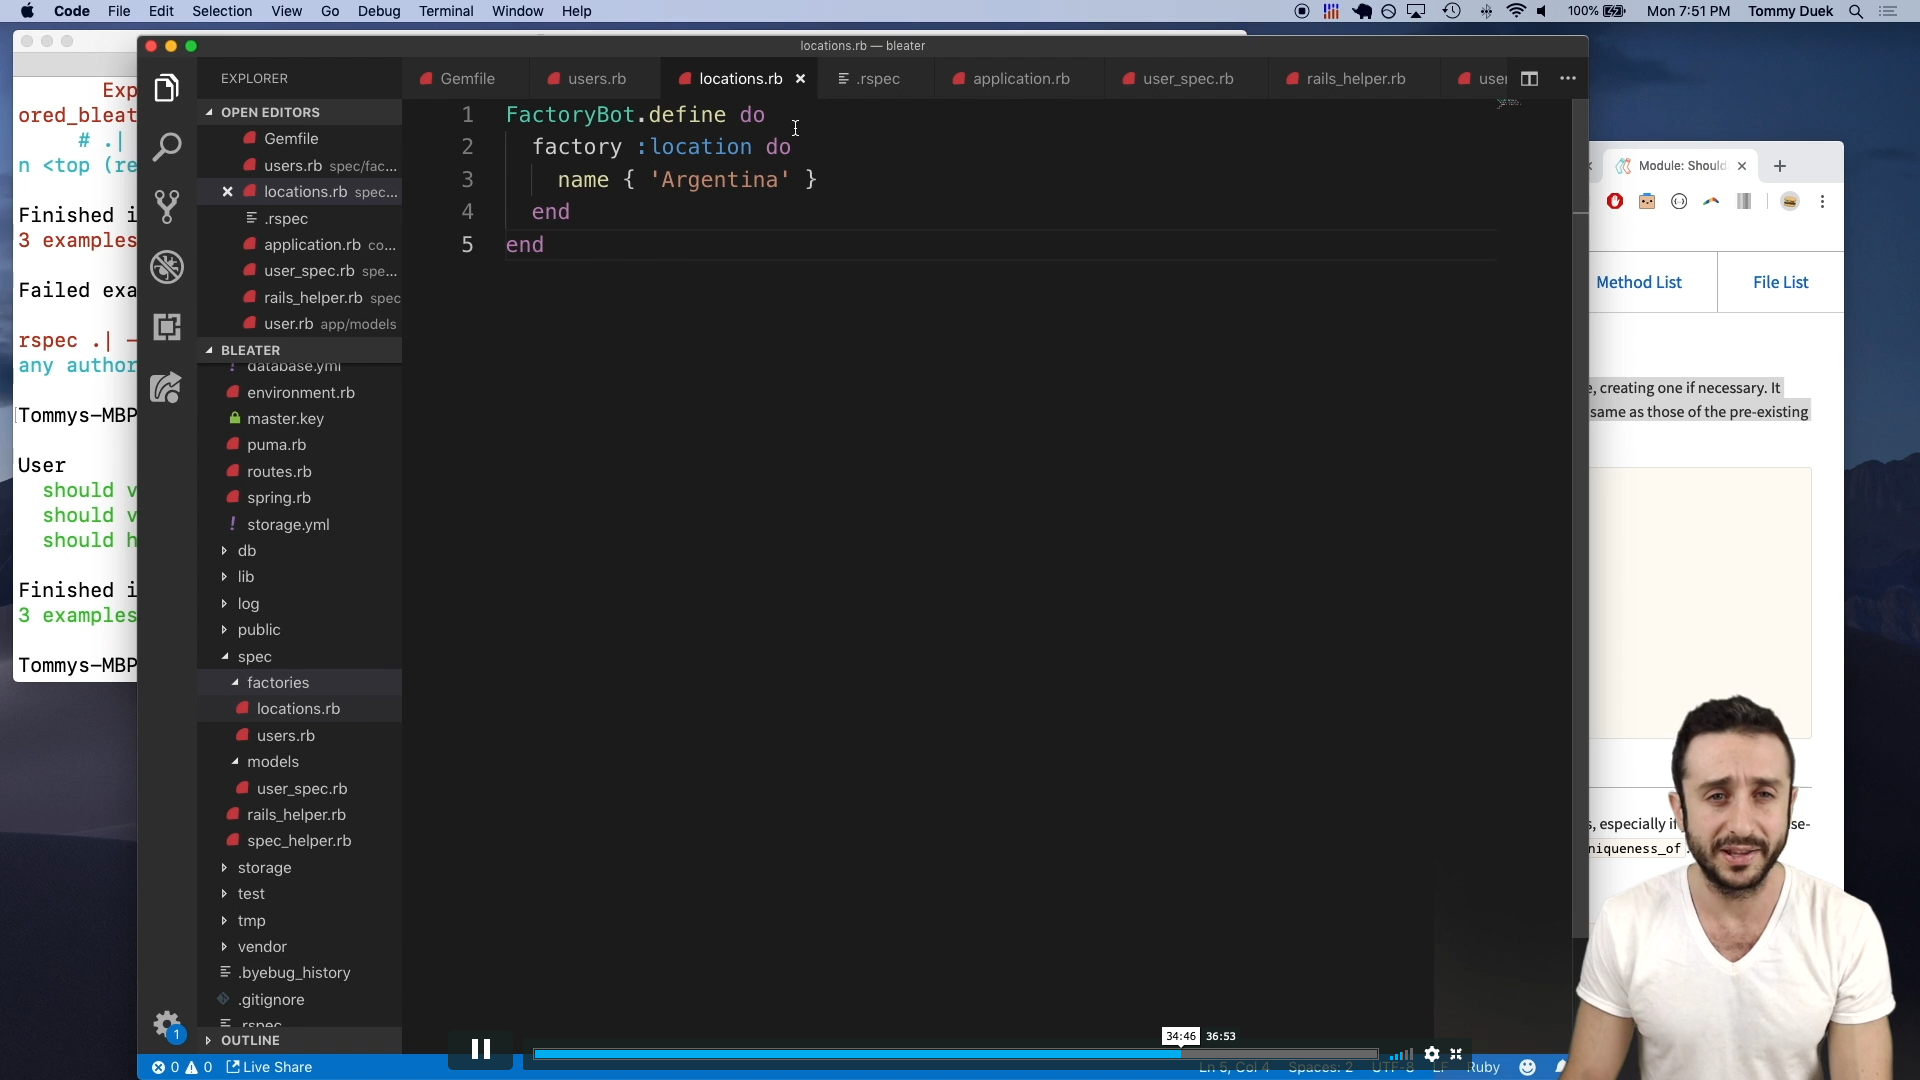 Code File Edit Selection View Go Debug Terminal Window Help 100% Mon 7:51 PM Tommy Duek
locations.rb — bleater
EXPLORER
Gemfile users.rb locations.rb .rspec application.rb user_spec.rb rails_helper.rb
OPEN EDITORS
Gemfile
users.rb spec/fac...
locations.rb spec...
.rspec
application.rb co...
user_spec.rb spe...
rails_helper.rb spec
user.rb app/models
BLEATER
database.yml
environment.rb
master.key
puma.rb
routes.rb
spring.rb
storage.yml
db
lib
log
public
spec
factories
locations.rb
users.rb
models
user_spec.rb
rails_helper.rb
spec_helper.rb
storage
test
tmp
vendor
.byebug_history
.gitignore
.rspec
OUTLINE
1 FactoryBot.define do
2 factory :location do
3 name { 'Argentina' }
4 end
5 end
Exp
ored_bleat
# .|
n <top (re
Finished i
3 examples
Failed exa
rspec .| –
any author
Tommys–MBP
User
should v
should v
should h
Finished i
3 examples
Tommys–MBP
Module: Should
Method List File List
e, creating one if necessary. It
same as those of the pre-existing
s, especially if
se-
niqueness_of
34:46 36:53
1
0 0 Live Share Ln 5, Col 4 Spaces: 2 UTF-8 LF Ruby